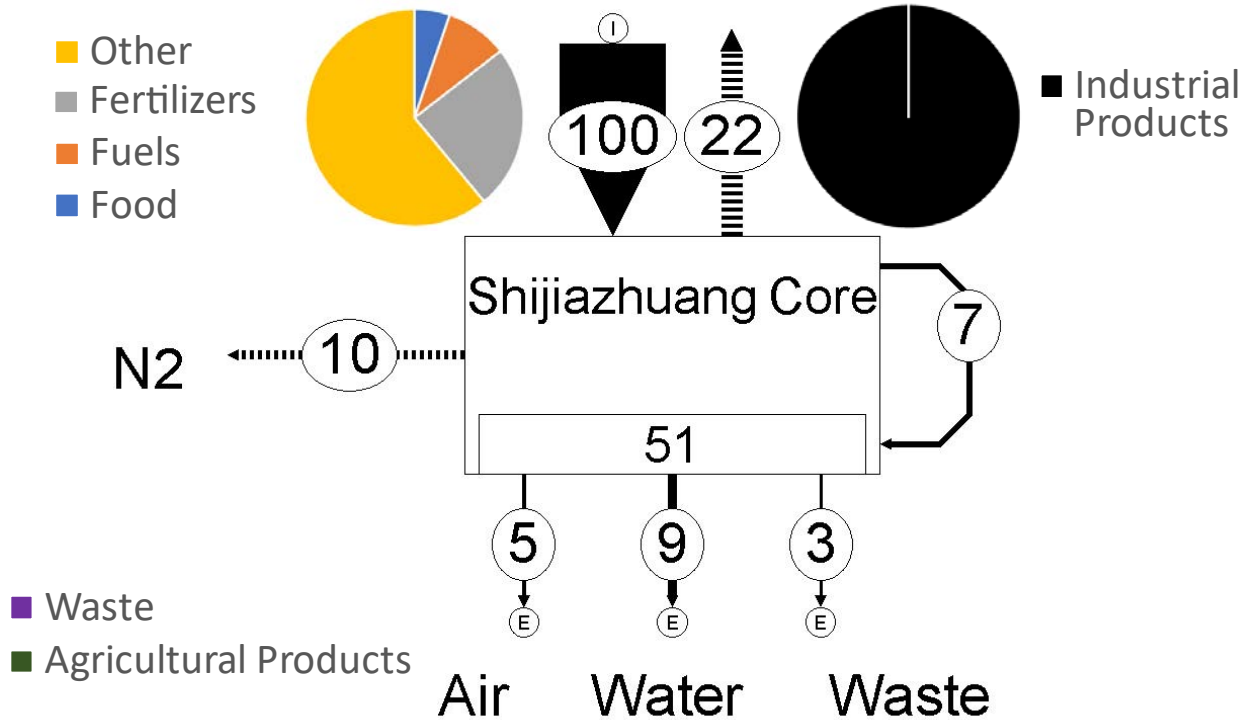 Other
Fertilizers
Fuels
Food
I
100
22
Industrial
Products
Shijiazhuang Core
7
N2
10
51
5
9
3
E
E
E
Waste
Agricultural Products
Air
Water
Waste